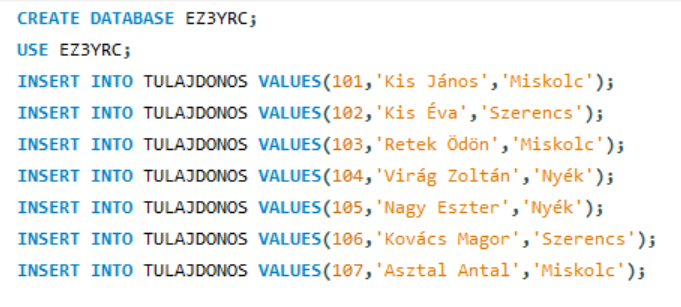 CREATE DATABASE EZ3YRC;
USE EZ3YRC;
INSERT INTO TULAJDONOS VALUES(101,'Kis János','Miskolc');
INSERT INTO TULAJDONOS VALUES(102,'Kis Éva','Szerencs');
INSERT INTO TULAJDONOS VALUES(103,'Retek Ödön','Miskolc');
INSERT INTO TULAJDONOS VALUES(104,'Virág Zoltán','Nyék');
INSERT INTO TULAJDONOS VALUES(105,'Nagy Eszter','Nyék');
INSERT INTO TULAJDONOS VALUES(106,'Kovács Magor','Szerencs');
INSERT INTO TULAJDONOS VALUES(107,'Asztal Antal','Miskolc');